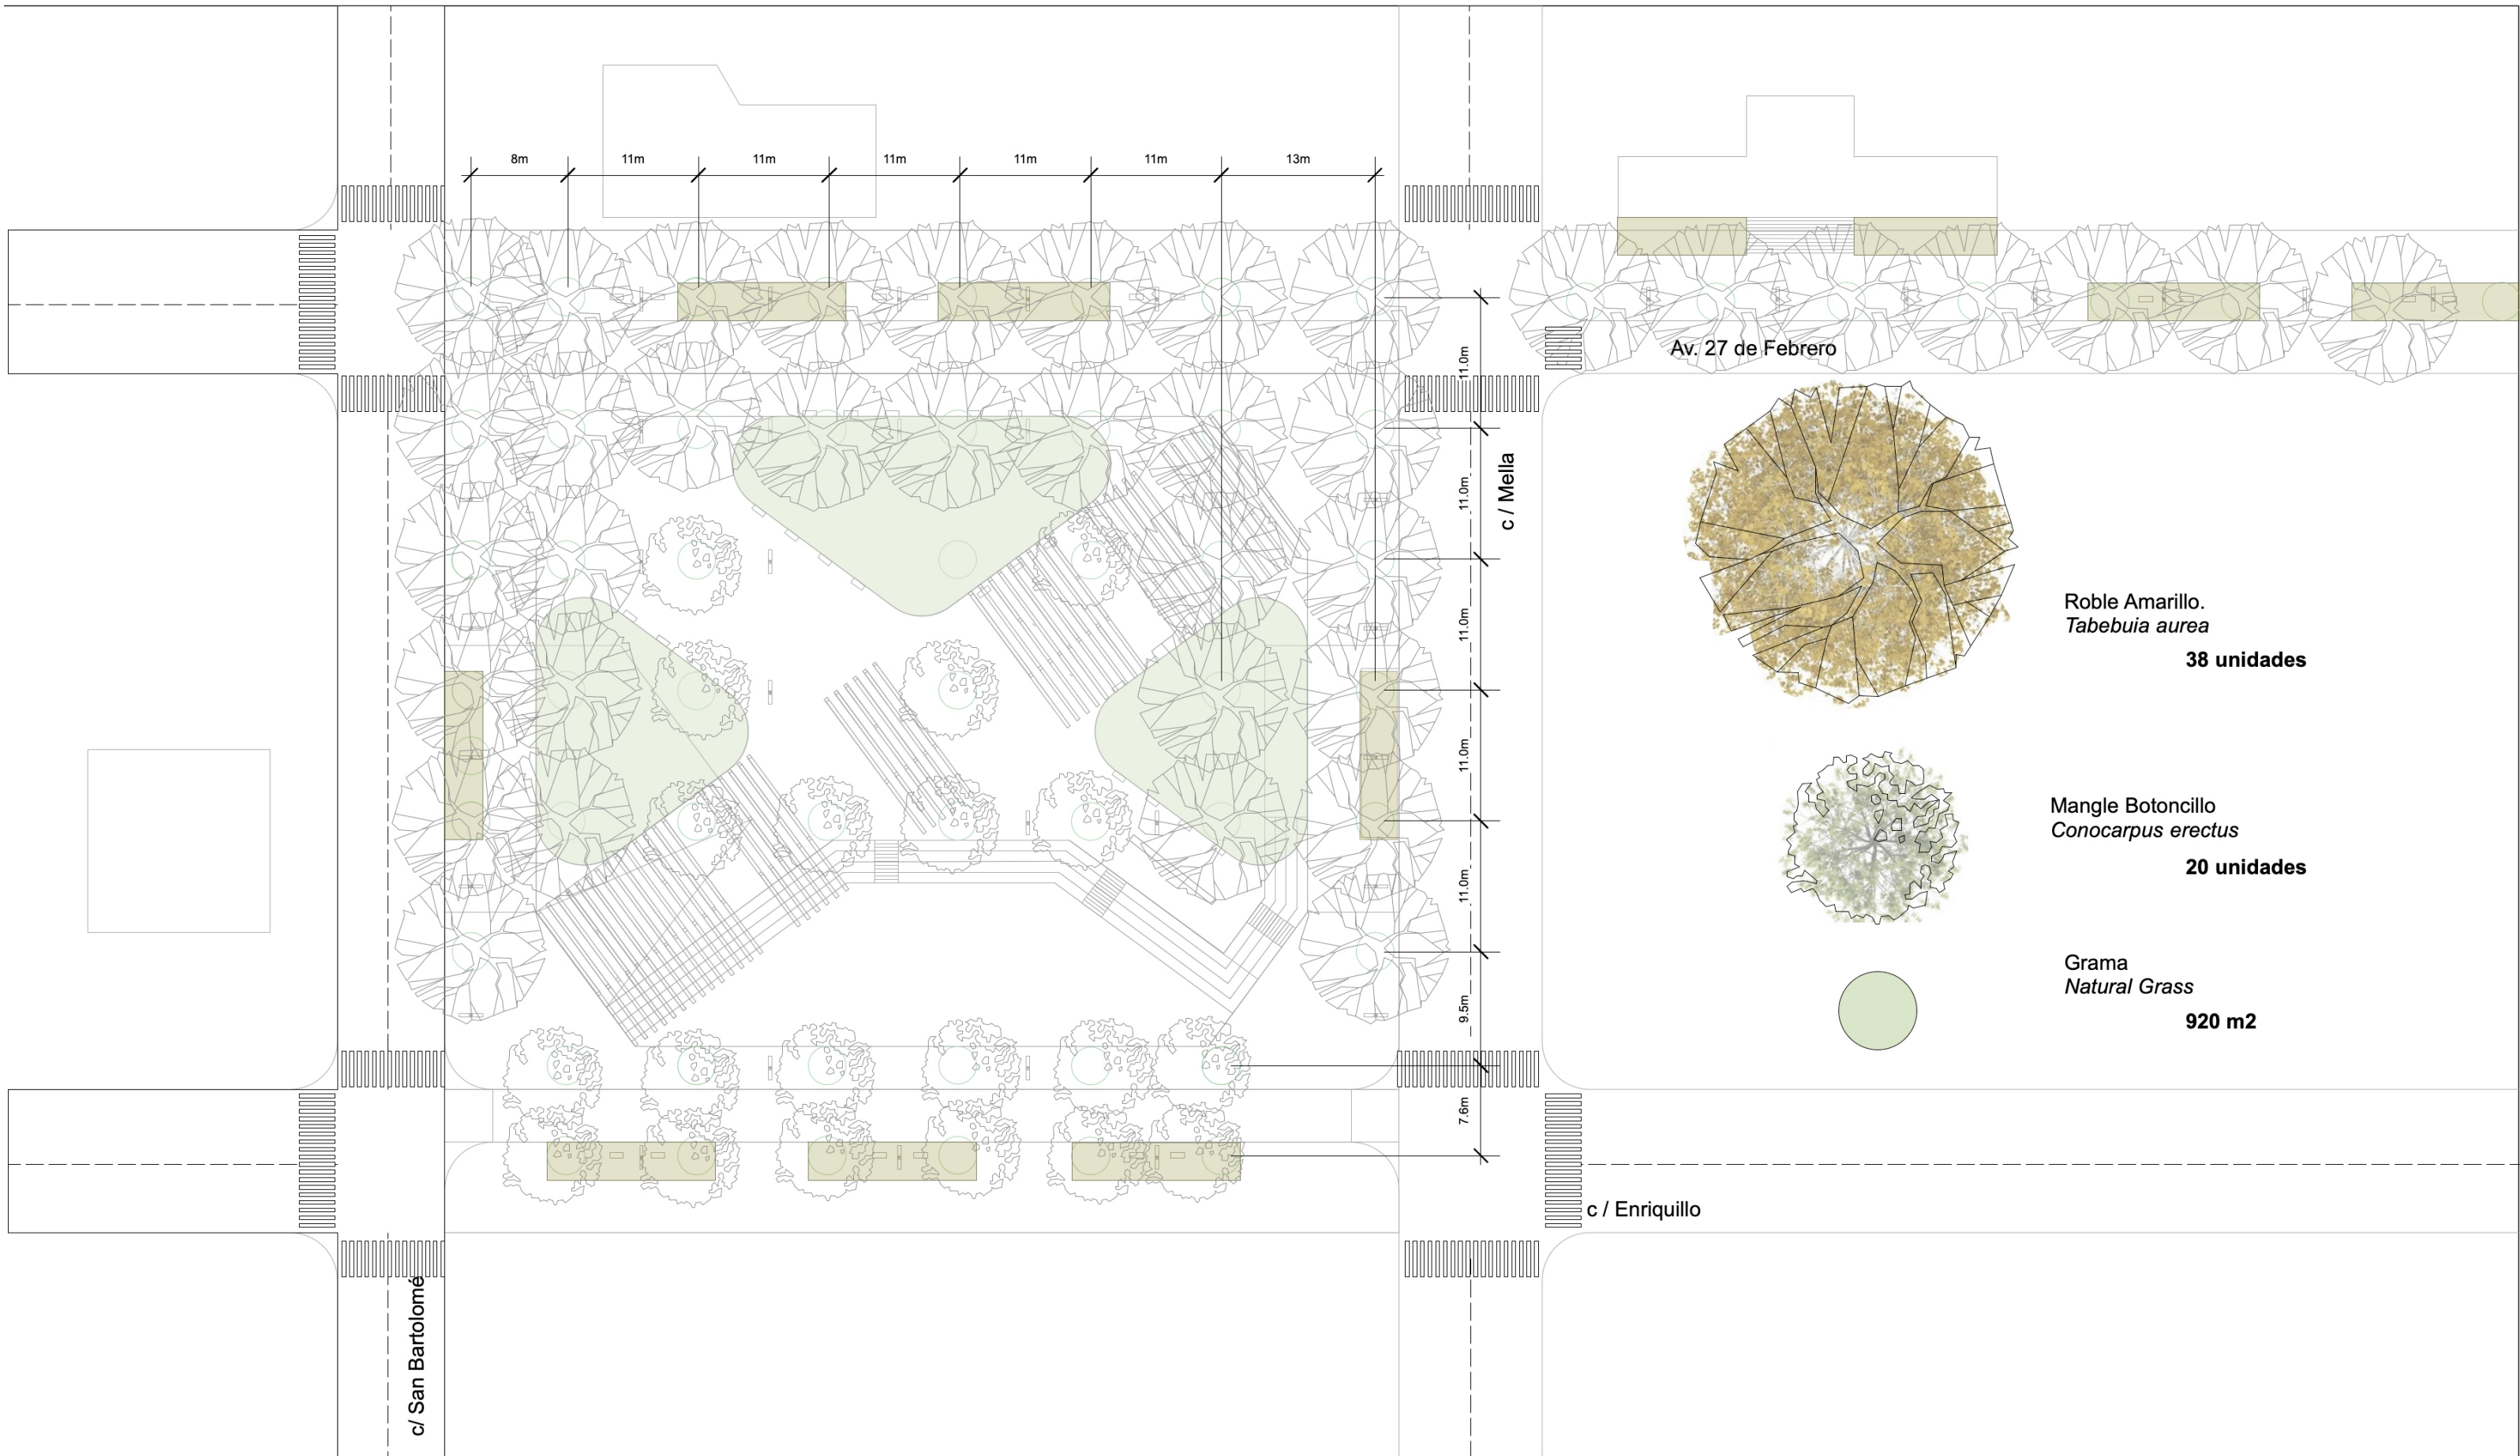 8m
11m
11m
11m
11m
11m
13m
11.0m
11.0m
11.0m
11.0m
11.0m
9.5m
7.6m
Av. 27 de Febrero
c / Mella
Roble Amarillo.
Tabebuia aurea
38 unidades
Mangle Botoncillo
Conocarpus erectus
20 unidades
Grama
Natural Grass
920 m2
c / Enriquillo
c/ San Bartolomé